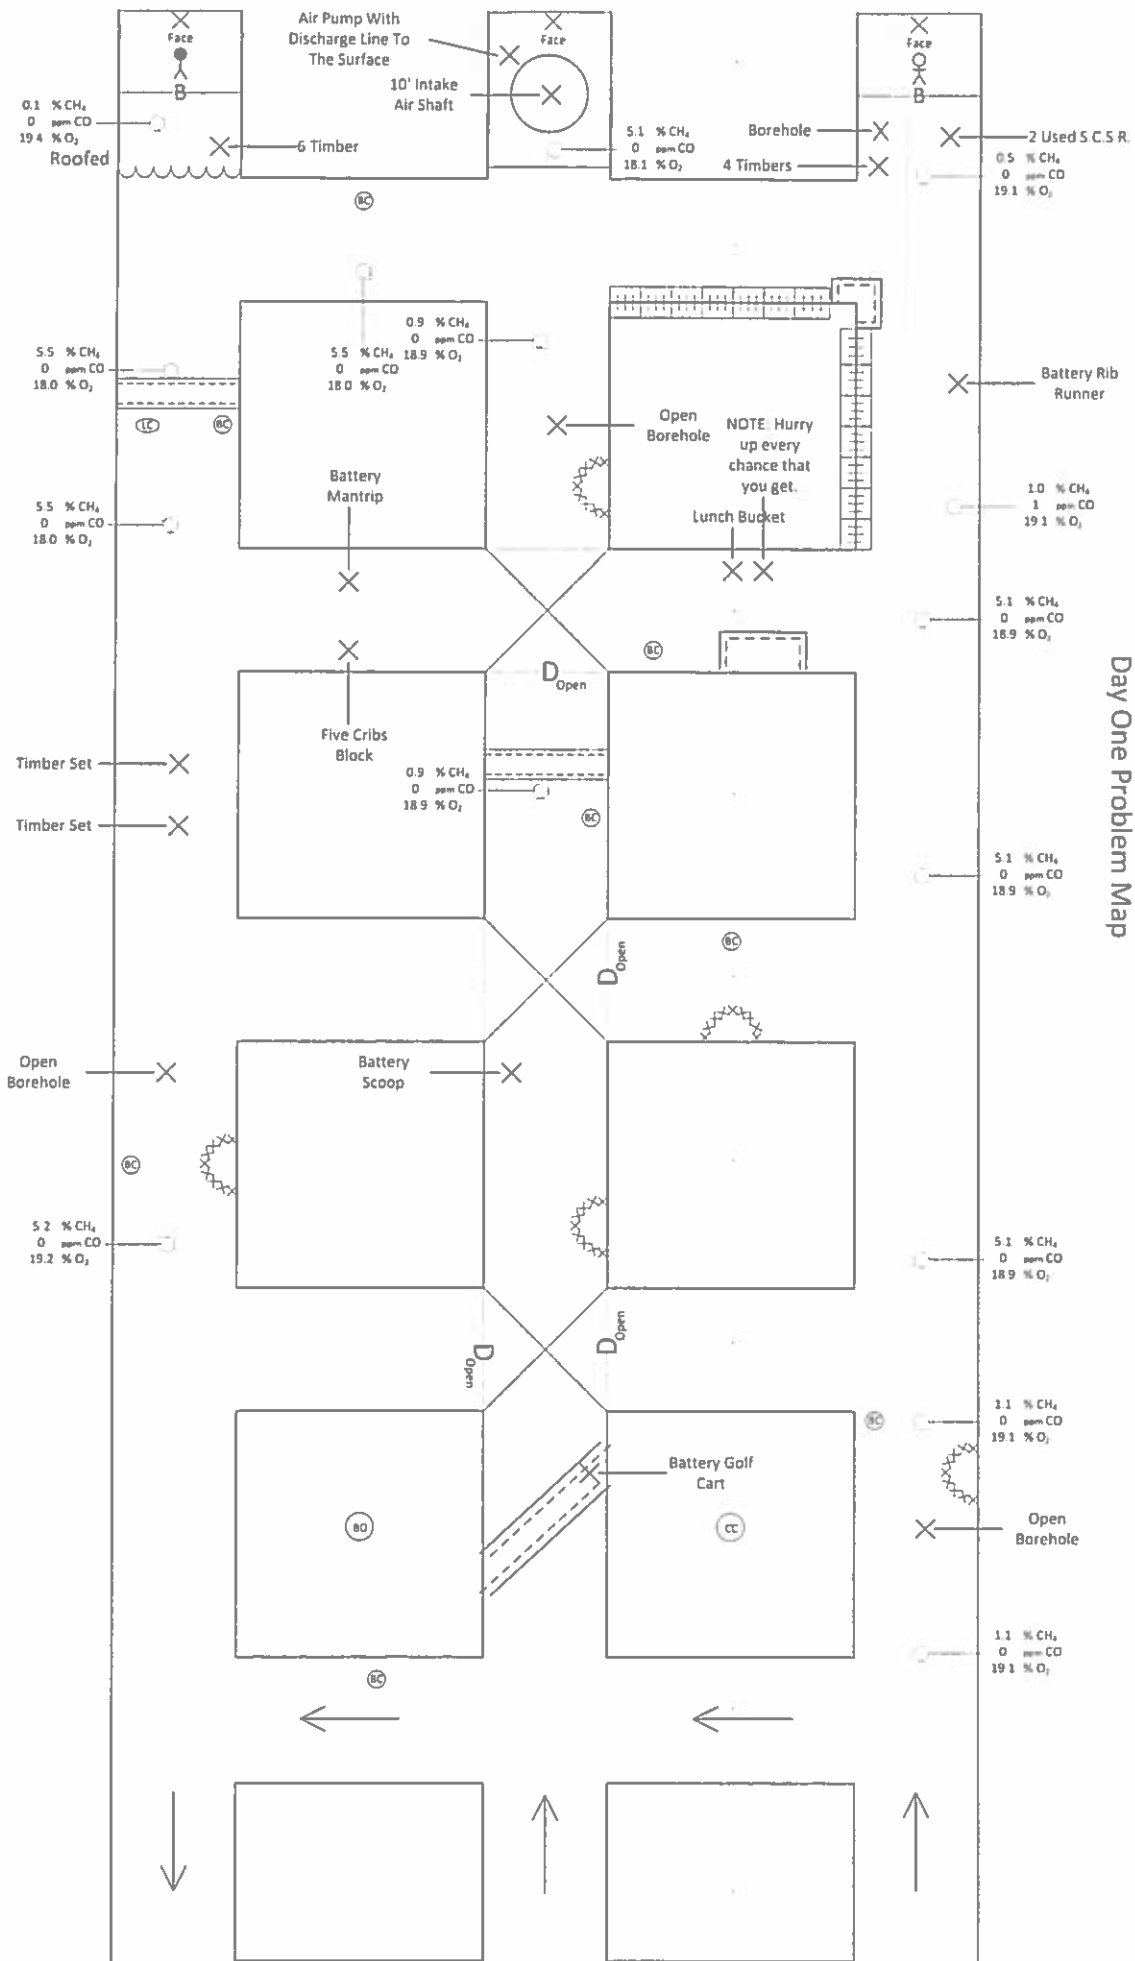 Air Pump With
Discharge Line To
The Surface
Face
Face
Face
B
10' Intake
Air Shaft
B
0.1 % CH₄
0 ppm CO
19.4 % O₂
Roofed
6 Timber
5.1 % CH₄
0 ppm CO
18.1 % O₂
Borehole
4 Timbers
2 Used S.C.S.R.
0.5 % CH₄
0 ppm CO
19.1 % O₂
BC
5.5 % CH₄
0 ppm CO
18.0 % O₂
LC
BC
5.5 % CH₄
0 ppm CO
18.0 % O₂
0.9 % CH₄
0 ppm CO
18.9 % O₂
Open
Borehole
NOTE: Hurry
up every
chance that
you get.
Battery Rib
Runner
Battery
Mantrip
Lunch Bucket
5.5 % CH₄
0 ppm CO
18.0 % O₂
1.0 % CH₄
1 ppm CO
19.1 % O₂
5.1 % CH₄
0 ppm CO
18.9 % O₂
BC
D Open
Day One Problem Map
Five Cribs
Block
Timber Set
Timber Set
0.9 % CH₄
0 ppm CO
18.9 % O₂
BC
5.1 % CH₄
0 ppm CO
18.9 % O₂
BC
D Open
Open
Borehole
Battery
Scoop
BC
5.2 % CH₄
0 ppm CO
19.2 % O₂
5.1 % CH₄
0 ppm CO
18.9 % O₂
D Open
D Open
1.1 % CH₄
0 ppm CO
19.1 % O₂
BC
Battery Golf
Cart
BO
CC
Open
Borehole
1.1 % CH₄
0 ppm CO
19.1 % O₂
BC